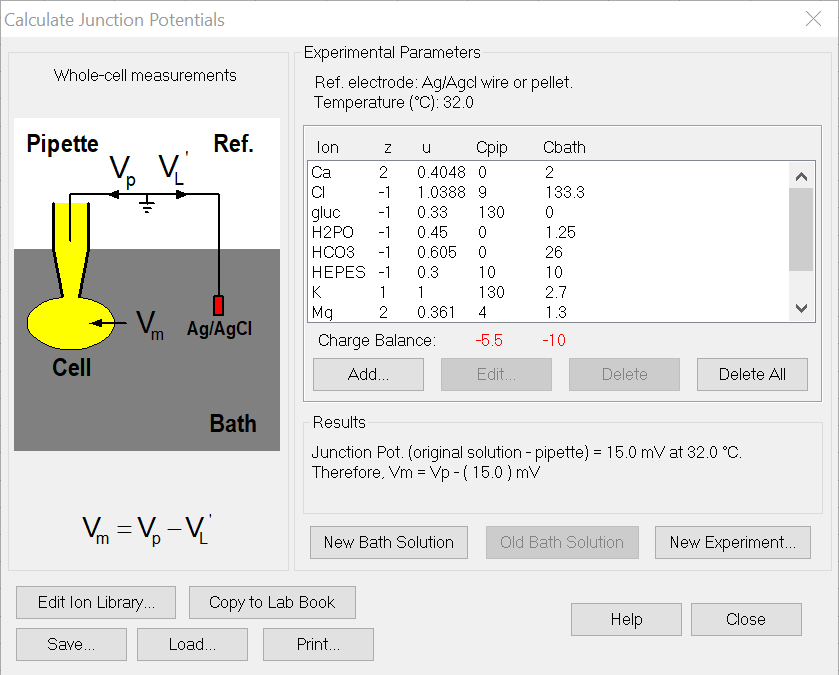 Calculate Junction Potentials
Whole-cell measurements
Pipette
Ref.
Vp
VL'
Vm
Ag/AgCl
Cell
Bath
Vm = Vp - VL'
Experimental Parameters
Ref. electrode: Ag/Agcl wire or pellet.
Temperature (°C): 32.0
Ion z u Cpip Cbath
Ca 2 0.4048 0 2
Cl -1 1.0388 9 133.3
gluc -1 0.33 130 0
H2PO -1 0.45 0 1.25
HCO3 -1 0.605 0 26
HEPES -1 0.3 10 10
K 1 1 130 2.7
Mg 2 0.361 4 1.3
Charge Balance: -5.5 -10
Add... Edit... Delete Delete All
Results
Junction Pot. (original solution - pipette) = 15.0 mV at 32.0 °C.
Therefore, Vm = Vp - ( 15.0 ) mV
New Bath Solution Old Bath Solution New Experiment...
Edit Ion Library... Copy to Lab Book
Save... Load... Print...
Help Close